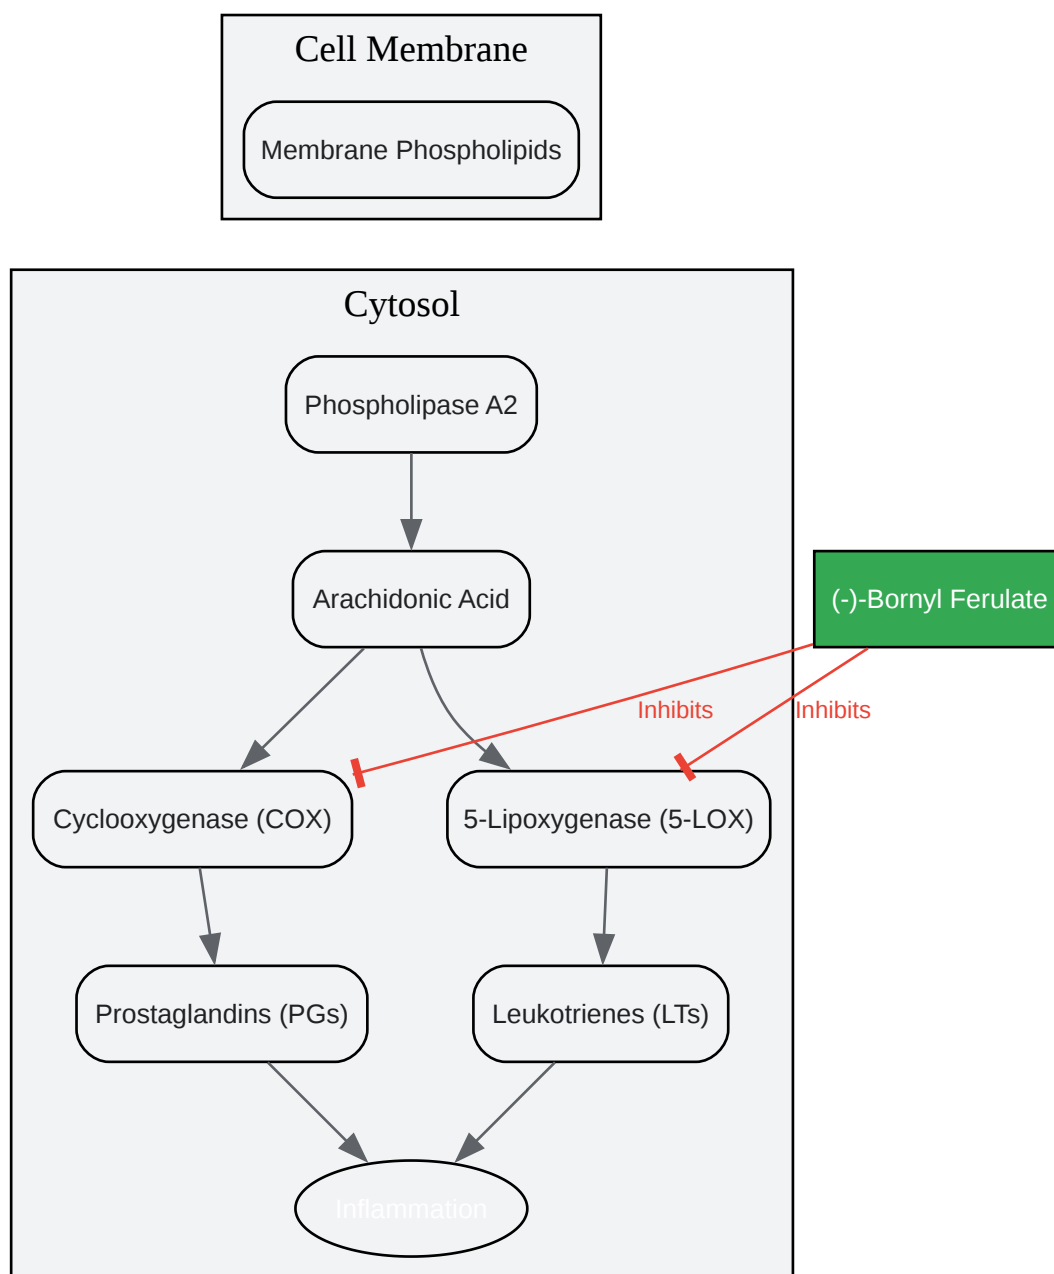 Cell Membrane
Membrane Phospholipids
Cytosol
Phospholipase A2
Arachidonic Acid
(-)-Bornyl Ferulate
Inhibits
Inhibits
Cyclooxygenase (COX)
5-Lipoxygenase (5-LOX)
Prostaglandins (PGs)
Leukotrienes (LTs)
Inflammation